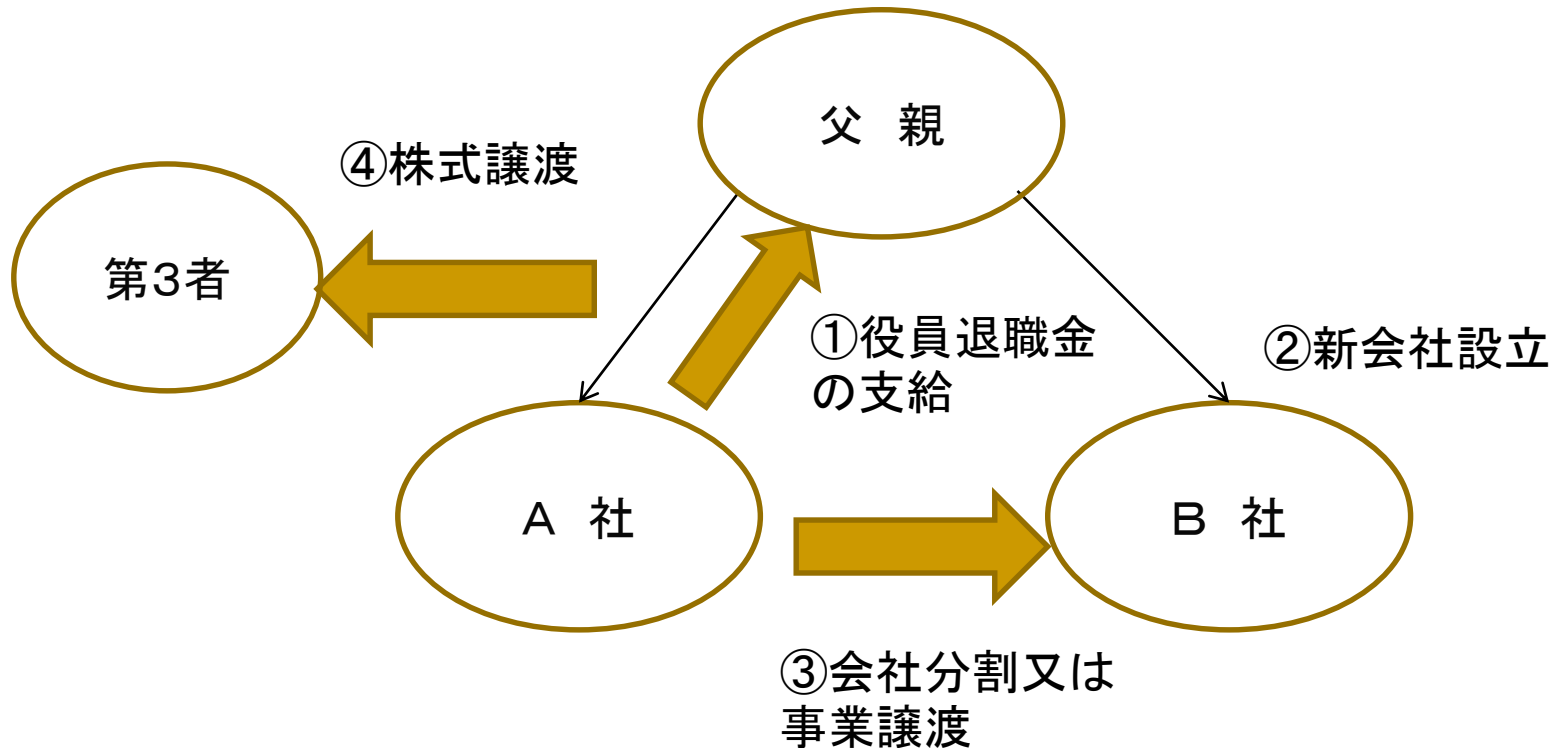 父 親
④株式譲渡
第3者
①役員退職金
の支給
②新会社設立
A 社
B 社
③会社分割又は
事業譲渡